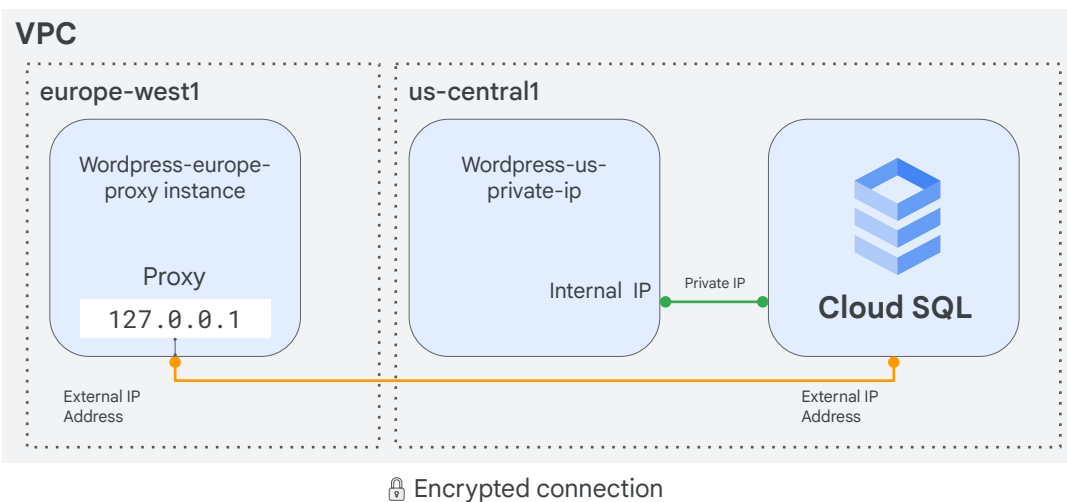 VPC
europe-west1
Wordpress-europe-
proxy instance
Proxy
127.0.0.1
External IP
Address
us-central1
Wordpress-us-
private-ip
Internal IP
Private IP
Cloud SQL
External IP
Address
Encrypted connection